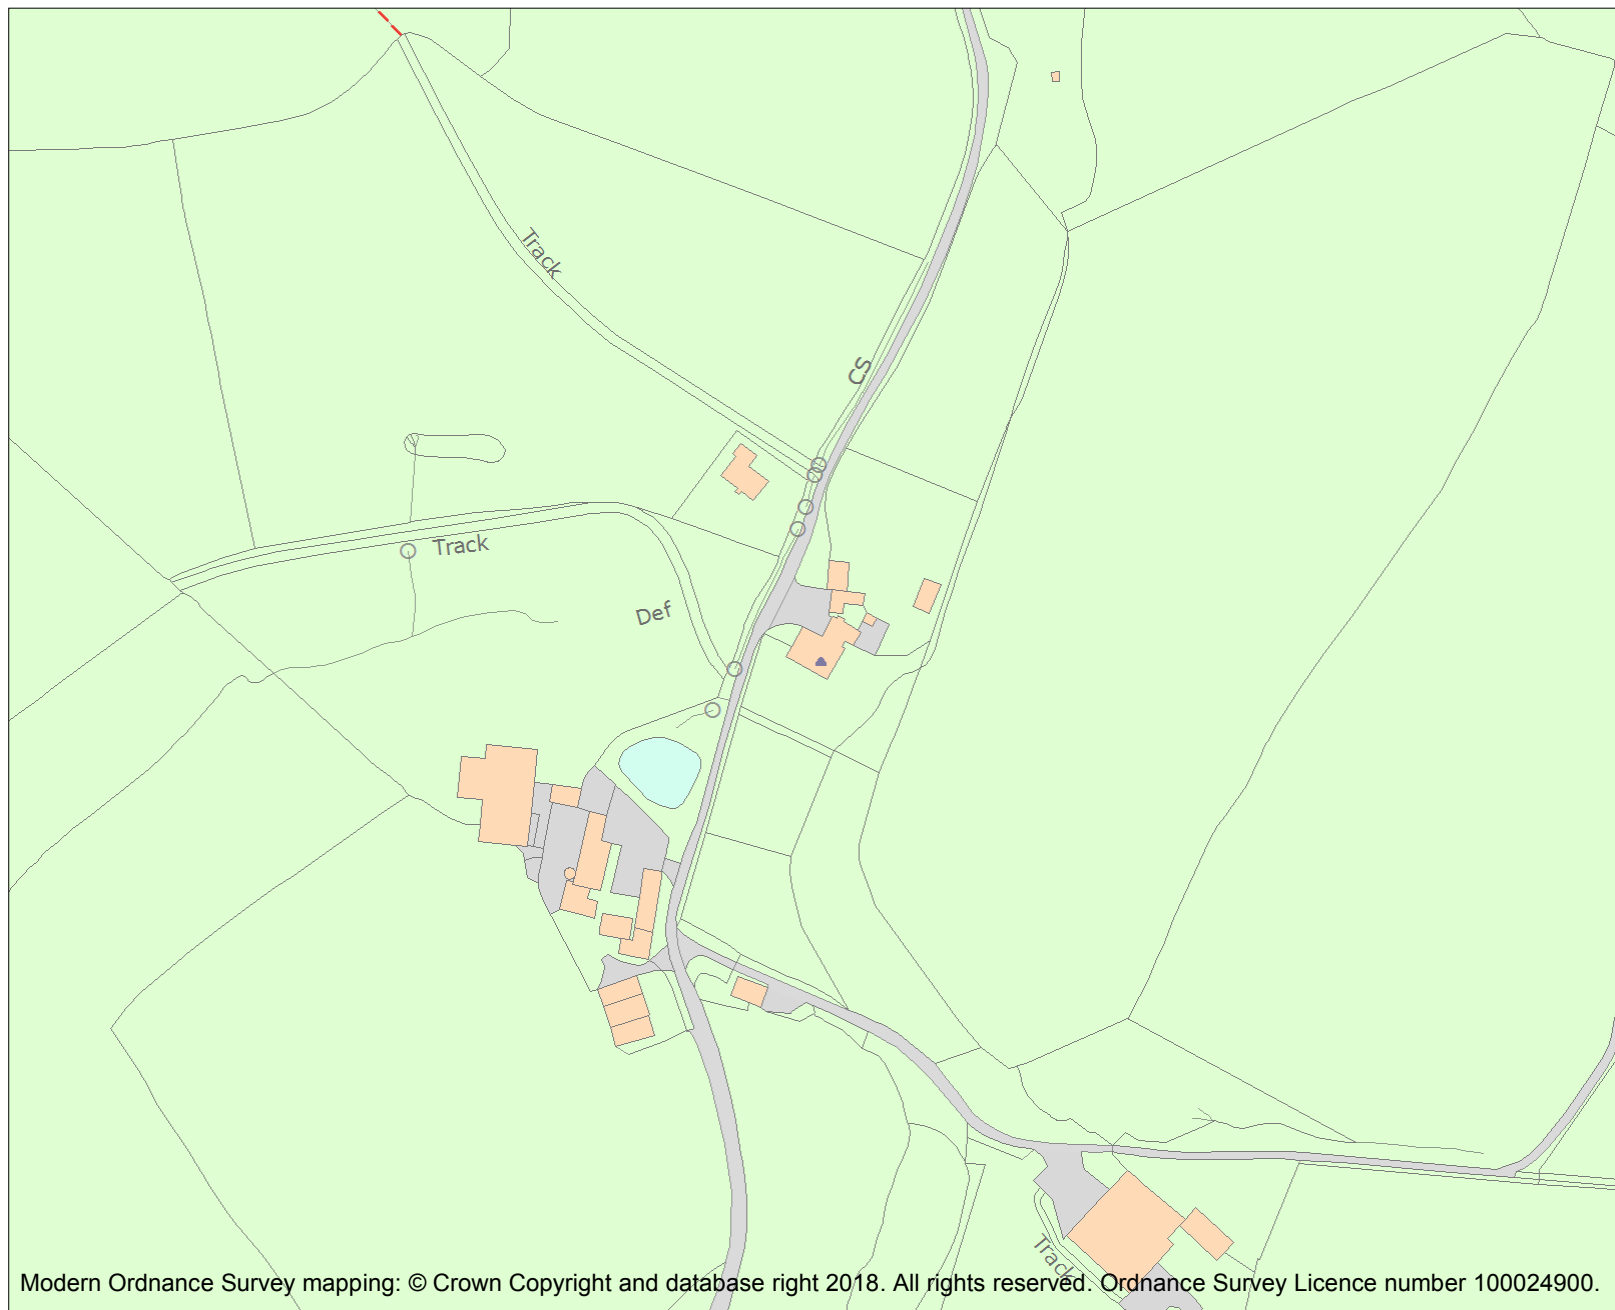 Track
CS
Track
Def
Track
Modern Ordnance Survey mapping: © Crown Copyright and database right 2018. All rights reserved. Ordnance Survey Licence number 100024900.